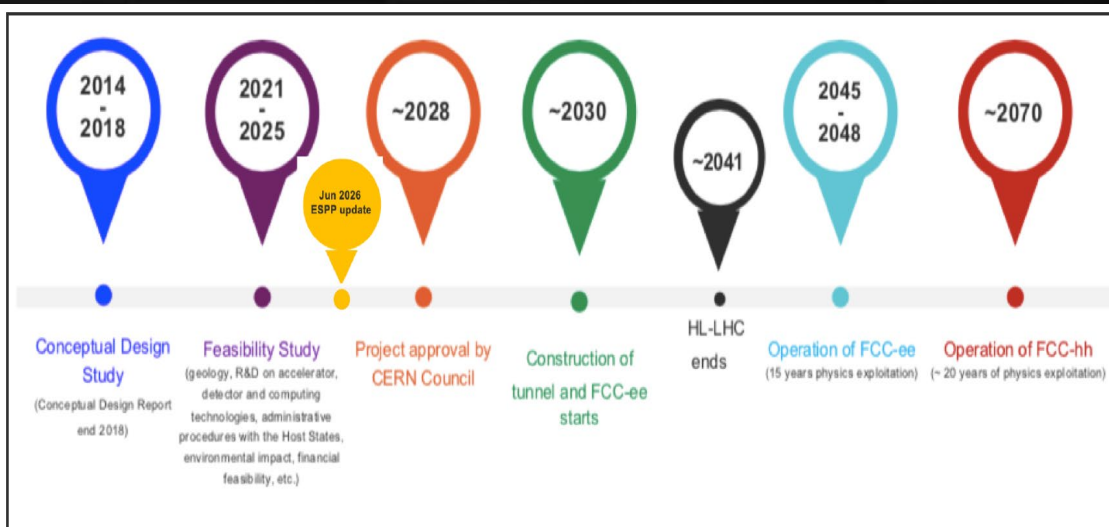 2014
-
2018
2021
-
2025
Jun 2026
ESPP update
~2028
~2030
~2041
2045
-
2048
~2070
Conceptual Design
Study
(Conceptual Design Report
end 2018)
Feasibility Study
(geology, R&D on accelerator,
detector and computing
technologies, administrative
procedures with the Host States,
environmental impact, financial
feasibility, etc.)
Project approval by
CERN Council
Construction of
tunnel and FCC-ee
starts
HL-LHC
ends
Operation of FCC-ee
(15 years physics exploitation)
Operation of FCC-hh
(~ 20 years of physics exploitation)